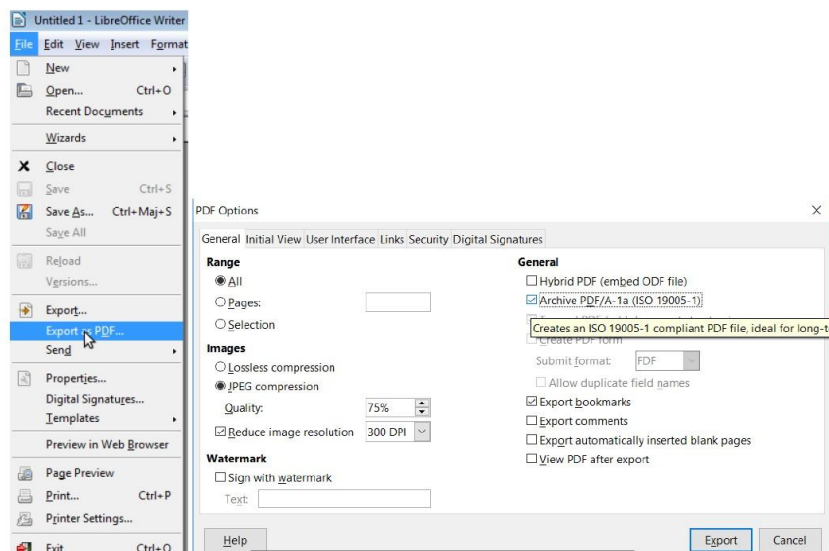 Untitled 1 - LibreOffice Writer
File Edit View Insert Format
New
Open... Ctrl+O
Recent Documents
Wizards
Close
Save Ctrl+S
Save As... Ctrl+Maj+S
Save All
Reload
Versions...
Export...
Export as PDF...
Send
Properties...
Digital Signatures...
Templates
Preview in Web Browser
Page Preview
Print... Ctrl+P
Printer Settings...
Exit Ctrl+Q
PDF Options
General Initial View User Interface Links Security Digital Signatures
Range
All
Pages:
Selection
Images
Lossless compression
JPEG compression
Quality: 75%
Reduce image resolution 300 DPI
Watermark
Sign with watermark
Text:
General
Hybrid PDF (embed ODF file)
Archive PDF/A-1a (ISO 19005-1)
Creates an ISO 19005-1 compliant PDF file, ideal for long-t
Create PDF form
Submit format: FDF
Allow duplicate field names
Export bookmarks
Export comments
Export automatically inserted blank pages
View PDF after export
Help Export Cancel